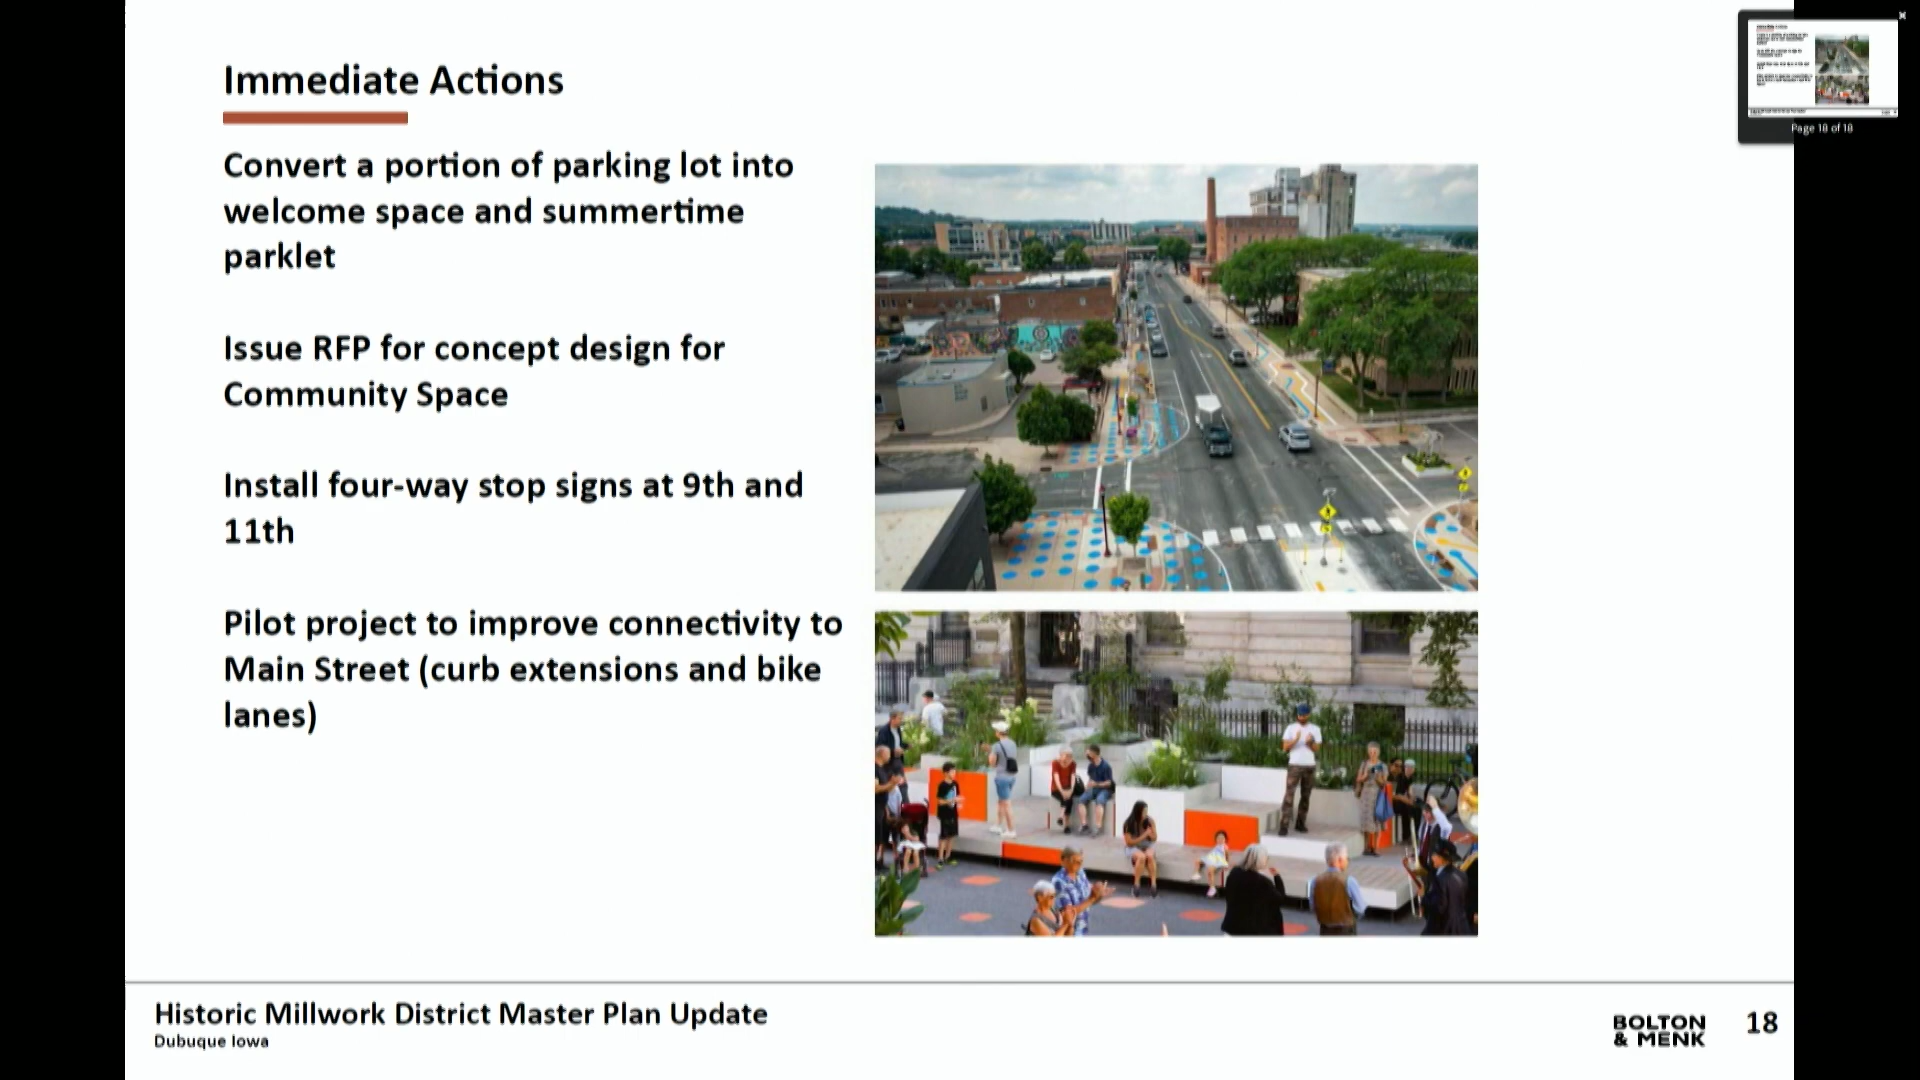 Immediate Actions
Convert a portion of parking lot into
welcome space and summertime
parklet
Issue RFP for concept design for
Community Space
Install four-way stop signs at 9th and
11th
Pilot project to improve connectivity to
Main Street (curb extensions and bike
lanes)
Page 18 of 18
Historic Millwork District Master Plan Update
Dubuque Iowa
BOLTON
& MENK
18